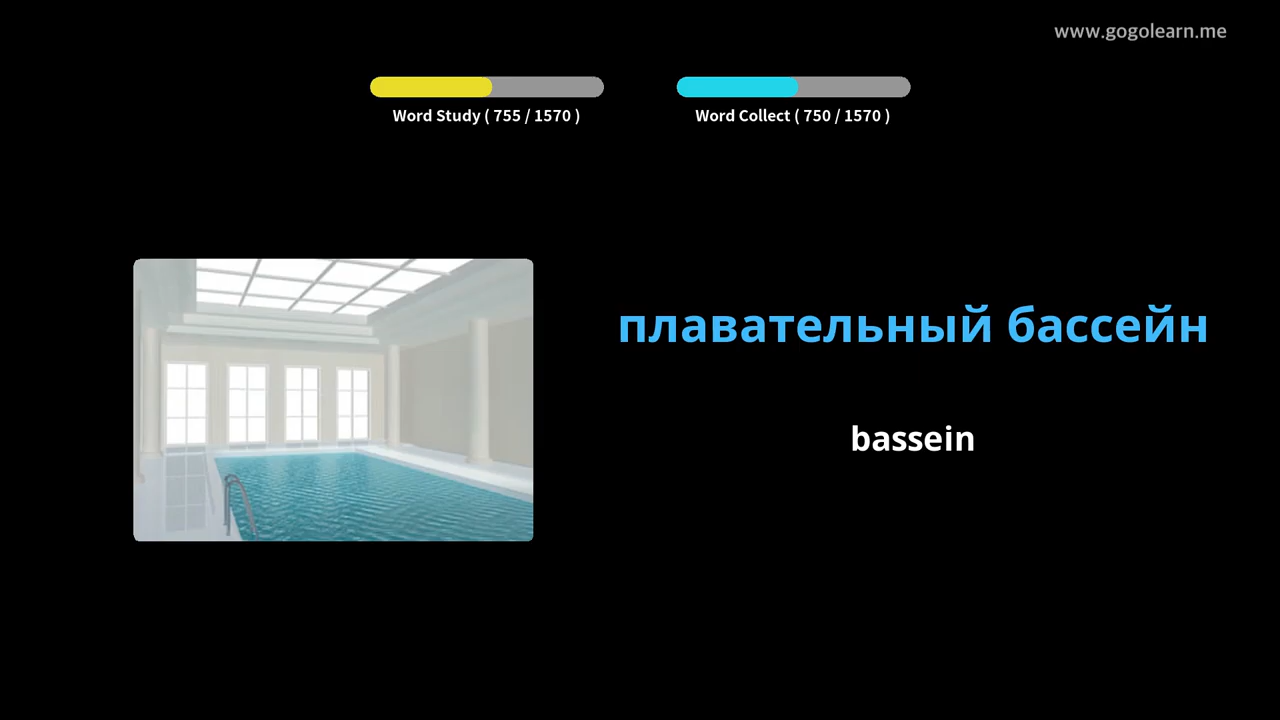 www.gogolearn.me
Word Study ( 755 / 1570 )
Word Collect ( 750 / 1570 )
плавательный бассейн
bassein